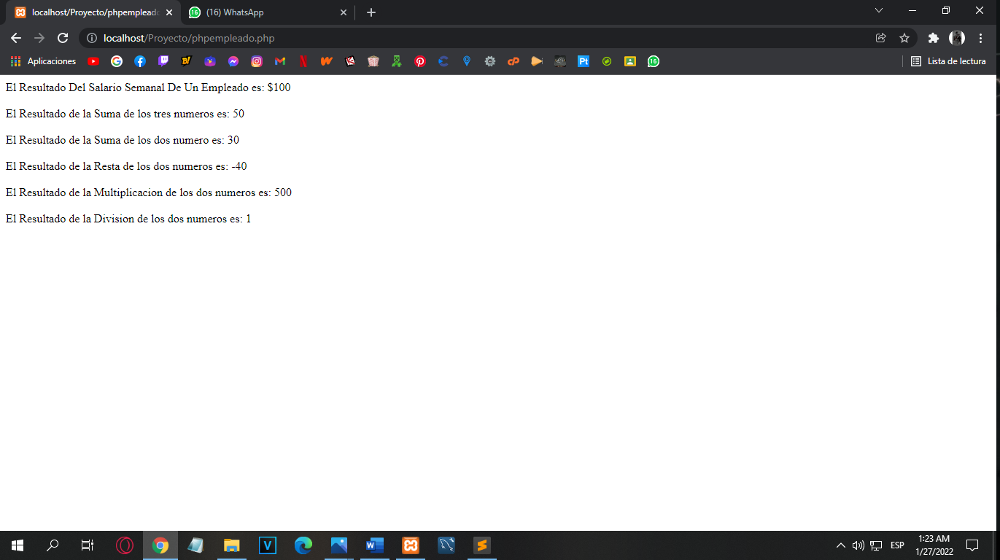 localhost/Proyecto/phpemplead
(16) WhatsApp
localhost/Proyecto/phpempleado.php
Aplicaciones
Lista de lectura
El Resultado Del Salario Semanal De Un Empleado es: $100
El Resultado de la Suma de los tres numeros es: 50
El Resultado de la Suma de los dos numero es: 30
El Resultado de la Resta de los dos numeros es: -40
El Resultado de la Multiplicacion de los dos numeros es: 500
El Resultado de la Division de los dos numeros es: 1
ESP
1:23 AM
1/27/2022